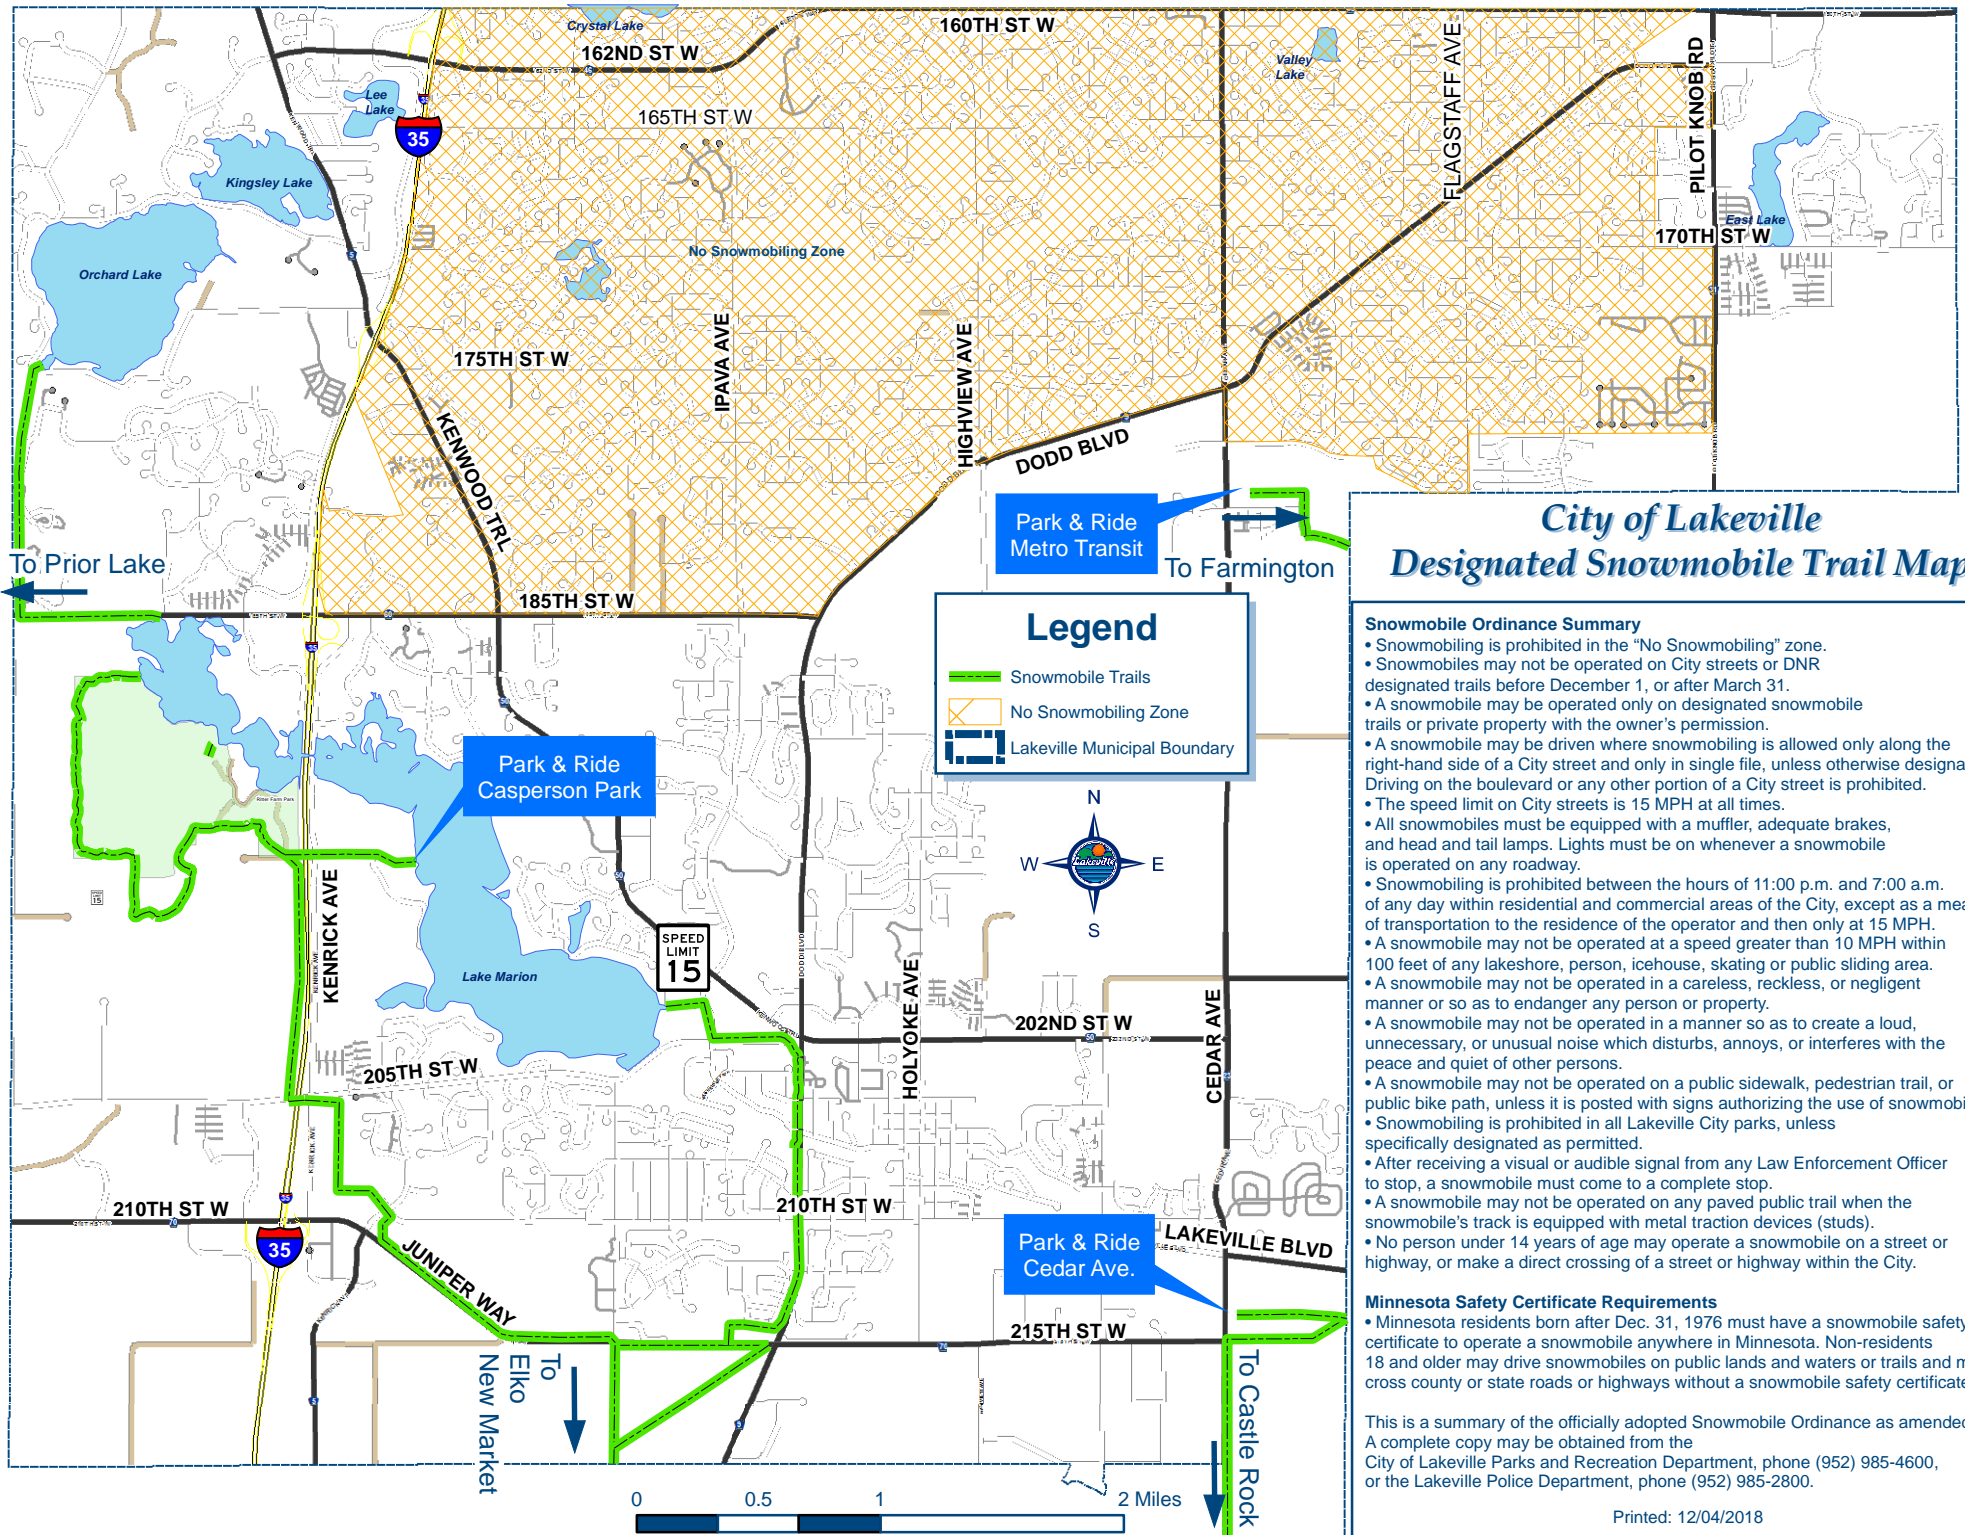 Crystal Lake
160TH ST W
162ND ST W
Valley
Lake
FLAGSTAFF AVE
PILOT KNOB RD
Lee
Lake
35
165TH ST W
35
Kingsley Lake
East Lake
170TH ST W
No Snowmobiling Zone
Orchard Lake
5
175TH ST W
IPAVA AVE
HIGHVIEW AVE
KENWOOD TRL
DODD BLVD
Park & Ride
Metro Transit
To Farmington
To Prior Lake
185TH ST W
City of Lakeville
Designated Snowmobile Trail Map
Legend
Snowmobile Trails
No Snowmobiling Zone
Lakeville Municipal Boundary
N
W
E
S
Lakeville
Park & Ride
Casperson Park
Ritter Farm Park
KENRICK AVE
KENRICK AVE
SPEED
LIMIT
15
Lake Marion
DODD BLVD
HOLYOKE AVE
202ND ST W
CEDAR AVE
205TH ST W
KENRICK AVE
210TH ST W
70
35
35
210TH ST W
JUNIPER WAY
Park & Ride
Cedar Ave.
LAKEVILLE BLVD
215TH ST W
To
Elko
New Market
To Castle Rock
0
0.5
1
2 Miles
Snowmobile Ordinance Summary
• Snowmobiling is prohibited in the “No Snowmobiling” zone.
• Snowmobiles may not be operated on City streets or DNR
designated trails before December 1, or after March 31.
• A snowmobile may be operated only on designated snowmobile
trails or private property with the owner’s permission.
• A snowmobile may be driven where snowmobiling is allowed only along the
right-hand side of a City street and only in single file, unless otherwise designa
Driving on the boulevard or any other portion of a City street is prohibited.
• The speed limit on City streets is 15 MPH at all times.
• All snowmobiles must be equipped with a muffler, adequate brakes,
and head and tail lamps. Lights must be on whenever a snowmobile
is operated on any roadway.
• Snowmobiling is prohibited between the hours of 11:00 p.m. and 7:00 a.m.
of any day within residential and commercial areas of the City, except as a mea
of transportation to the residence of the operator and then only at 15 MPH.
• A snowmobile may not be operated at a speed greater than 10 MPH within
100 feet of any lakeshore, person, icehouse, skating or public sliding area.
• A snowmobile may not be operated in a careless, reckless, or negligent
manner or so as to endanger any person or property.
• A snowmobile may not be operated in a manner so as to create a loud,
unnecessary, or unusual noise which disturbs, annoys, or interferes with the
peace and quiet of other persons.
• A snowmobile may not be operated on a public sidewalk, pedestrian trail, or
public bike path, unless it is posted with signs authorizing the use of snowmobi
• Snowmobiling is prohibited in all Lakeville City parks, unless
specifically designated as permitted.
• After receiving a visual or audible signal from any Law Enforcement Officer
to stop, a snowmobile must come to a complete stop.
• A snowmobile may not be operated on any paved public trail when the
snowmobile’s track is equipped with metal traction devices (studs).
• No person under 14 years of age may operate a snowmobile on a street or
highway, or make a direct crossing of a street or highway within the City.
Minnesota Safety Certificate Requirements
• Minnesota residents born after Dec. 31, 1976 must have a snowmobile safety
certificate to operate a snowmobile anywhere in Minnesota. Non-residents
18 and older may drive snowmobiles on public lands and waters or trails and m
cross county or state roads or highways without a snowmobile safety certificate
This is a summary of the officially adopted Snowmobile Ordinance as amended
A complete copy may be obtained from the
City of Lakeville Parks and Recreation Department, phone (952) 985-4600,
or the Lakeville Police Department, phone (952) 985-2800.
Printed: 12/04/2018